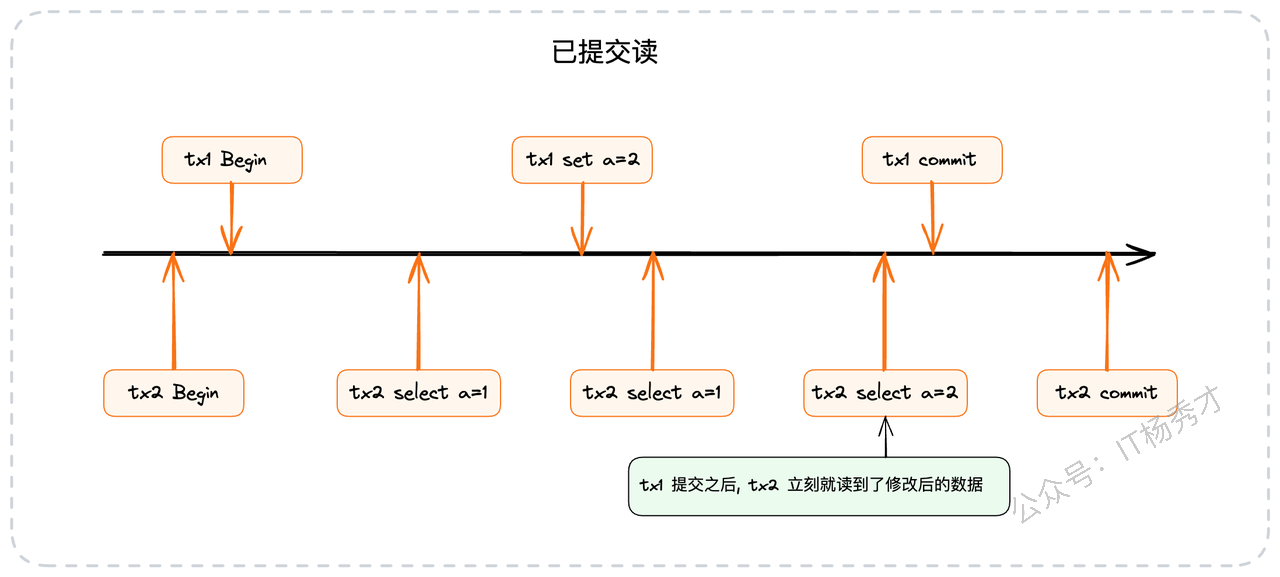 已提交读
tx1 Begin
tx1 set a=2
tx1 commit
tx2 Begin
tx2 select a=1
tx2 select a=1
tx2 select a=2
tx2 commit
tx1 提交之后, tx2 立刻就读到了修改后的数据
公众号：IT杨秀才